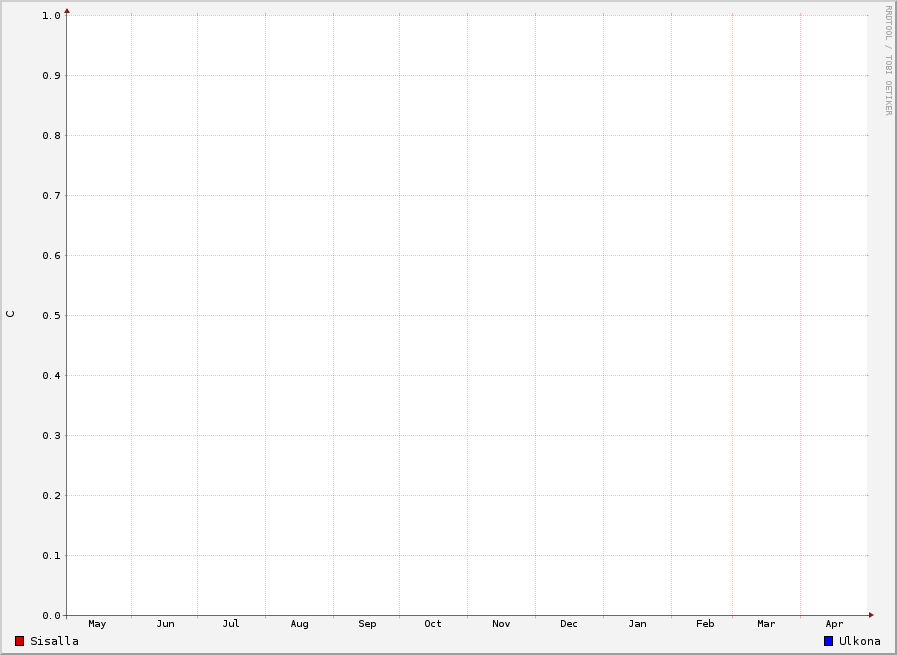 RRDTOOL / TOBI OETIKER
C
1.0
0.9
0.8
0.7
0.6
0.5
0.4
0.3
0.2
0.1
0.0
May Jun Jul Aug Sep Oct Nov Dec Jan Feb Mar Apr
Sisalla Ulkona